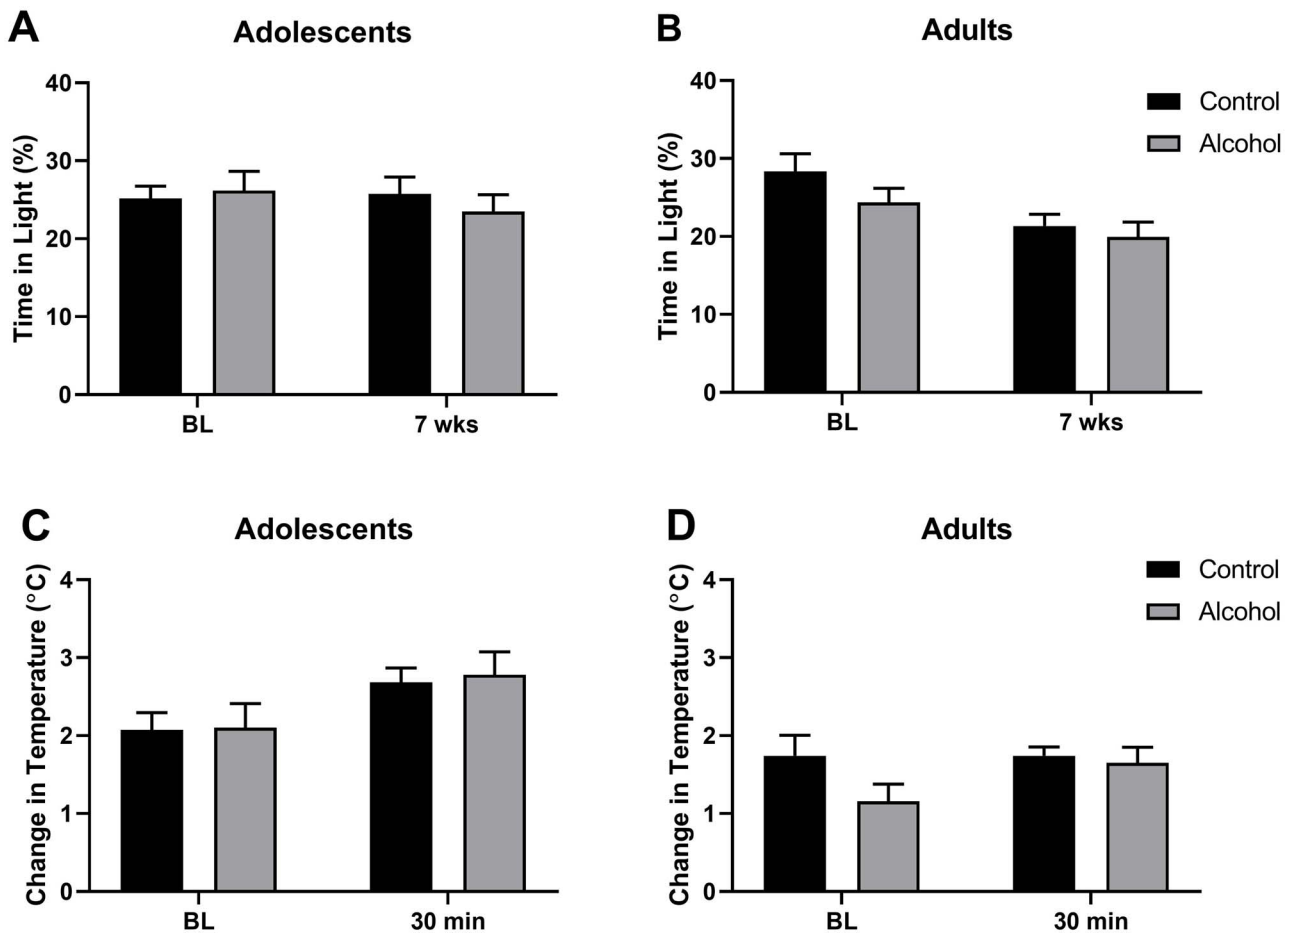 A
Adolescents
Time in Light (%)
40
30
20
10
0
BL
7 wks
B
Adults
Time in Light (%)
40
30
20
10
0
BL
7 wks
Control
Alcohol
C
Adolescents
Change in Temperature (°C)
4
3
2
1
0
BL
30 min
D
Adults
Change in Temperature (°C)
4
3
2
1
0
BL
30 min
Control
Alcohol